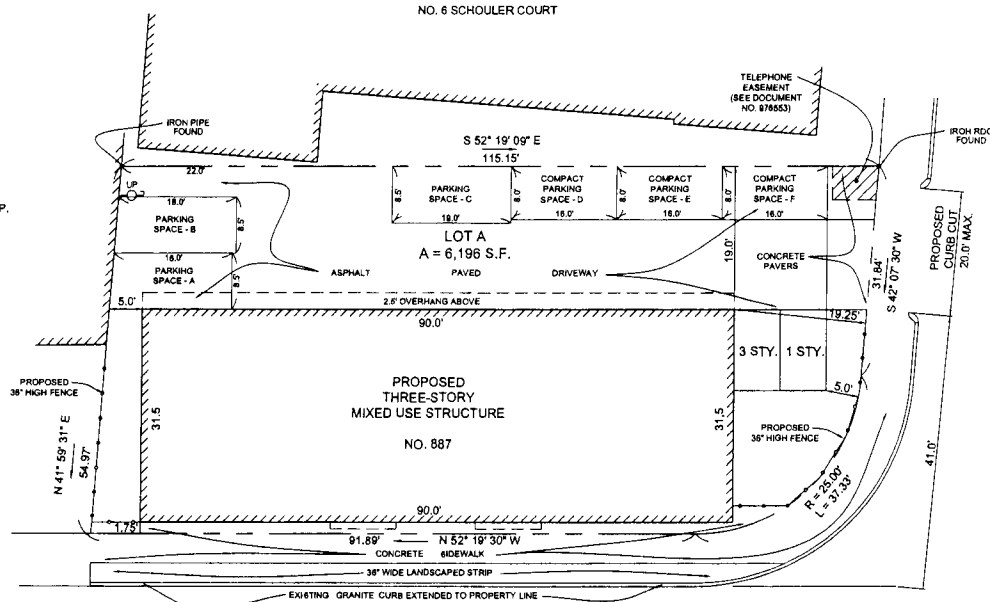 NO. 6 SCHOULER COURT
TELEPHONE
EASEMENT
(SEE DOCUMENT
NO. 976553)
IRON PIPE
FOUND
IROH ROD
FOUND
S 52° 19' 09" E
115.15'
22.0'
UP
P.
18.0'
PARKING
SPACE - B
8.5'
16.0'
PARKING
SPACE - A
8.5'
8.5'
PARKING
SPACE - C
19.0'
8.0'
COMPACT
PARKING
SPACE - D
16.0'
8.0'
COMPACT
PARKING
SPACE - E
16.0'
8.0'
COMPACT
PARKING
SPACE - F
16.0'
LOT A
A = 6,196 S.F.
ASPHALT PAVED DRIVEWAY
19.0'
CONCRETE
PAVERS
31.84'
S 42° 07' 30" W
PROPOSED
CURB CUT
20.0' MAX.
5.0'
2.5' OVERHANG ABOVE
90.0'
19.25'
3 STY.
1 STY.
5.0'
PROPOSED
36" HIGH FENCE
N 41° 59' 31" E
54.97'
31.5
PROPOSED
THREE-STORY
MIXED USE STRUCTURE
NO. 887
31.5
PROPOSED
36" HIGH FENCE
R = 25.00'
L = 37.33'
41.0'
90.0'
1.75'
91.89'
N 52° 19' 30" W
CONCRETE SIDEWALK
36" WIDE LANDSCAPED STRIP
EXISTING GRANITE CURB EXTENDED TO PROPERTY LINE